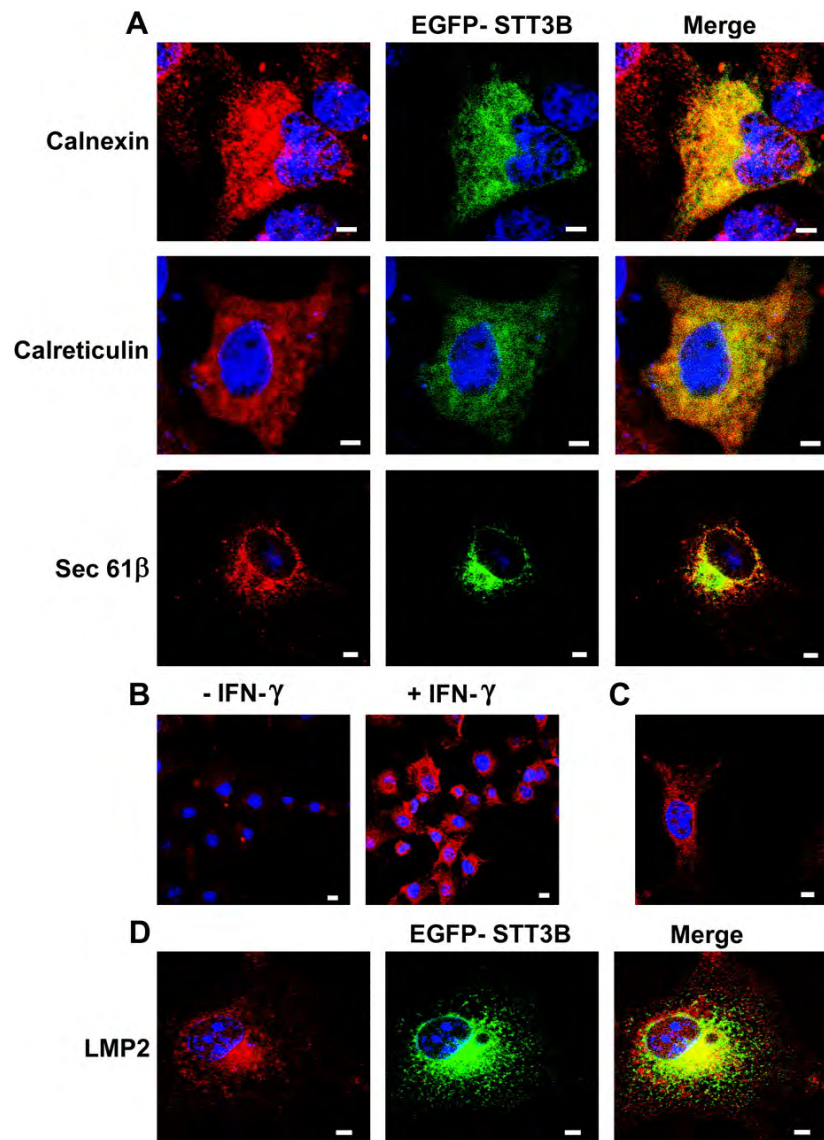 A
EGFP- STT3B Merge
Calnexin
Calreticulin
Sec 61β
B - IFN-γ + IFN-γ C
D EGFP- STT3B Merge
LMP2